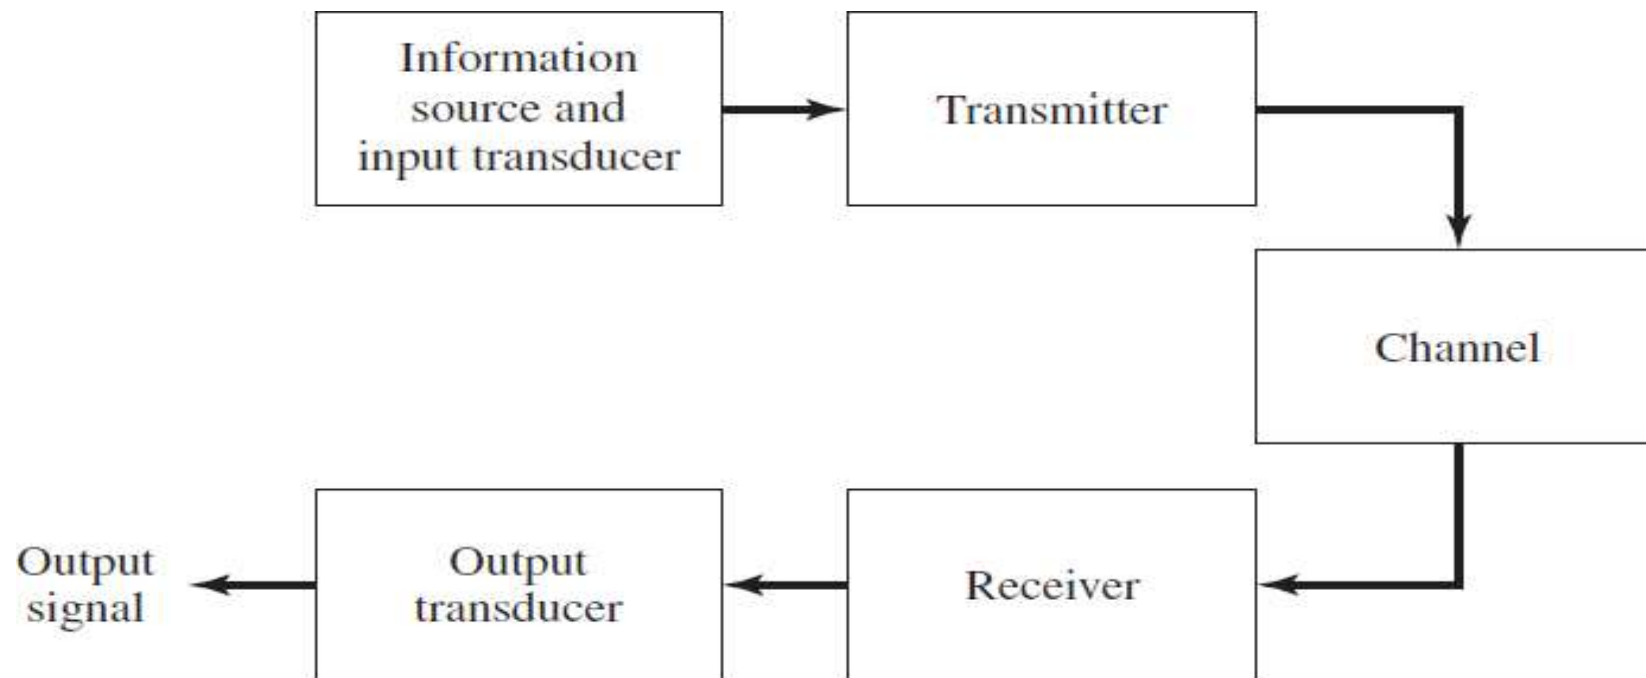 Information
source and
input transducer
Transmitter
Channel
Receiver
Output
transducer
Output
signal